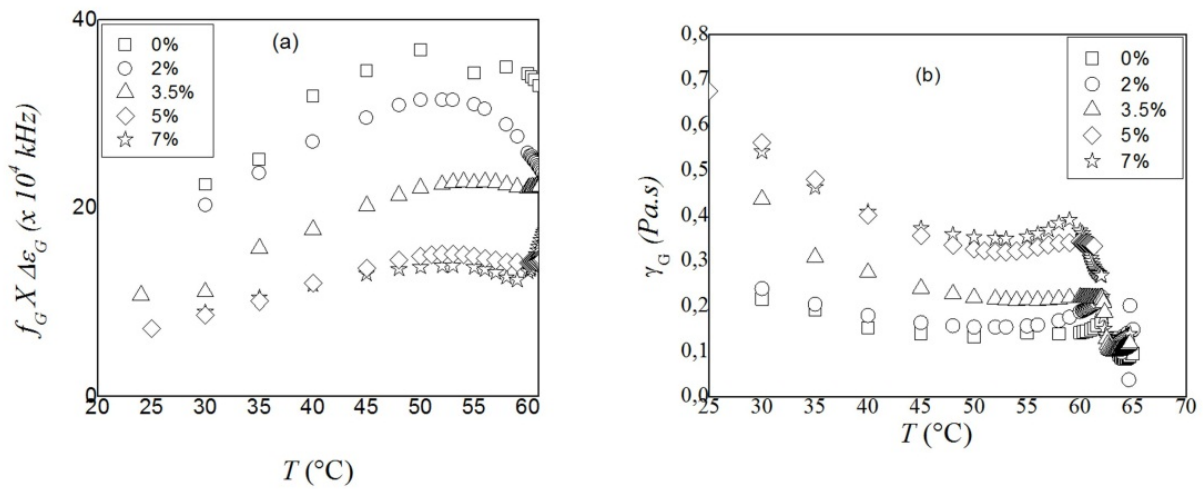 (a)
0%
2%
3.5%
5%
7%
40
20
0
20 25 30 35 40 45 50 55 60
f_G X Δε_G (x 10⁴ kHz)
T (°C)
(b)
0%
2%
3.5%
5%
7%
0,8
0,7
0,6
0,5
0,4
0,3
0,2
0,1
0,0
25 30 35 40 45 50 55 60 65 70
γ_G (Pa.s)
T (°C)